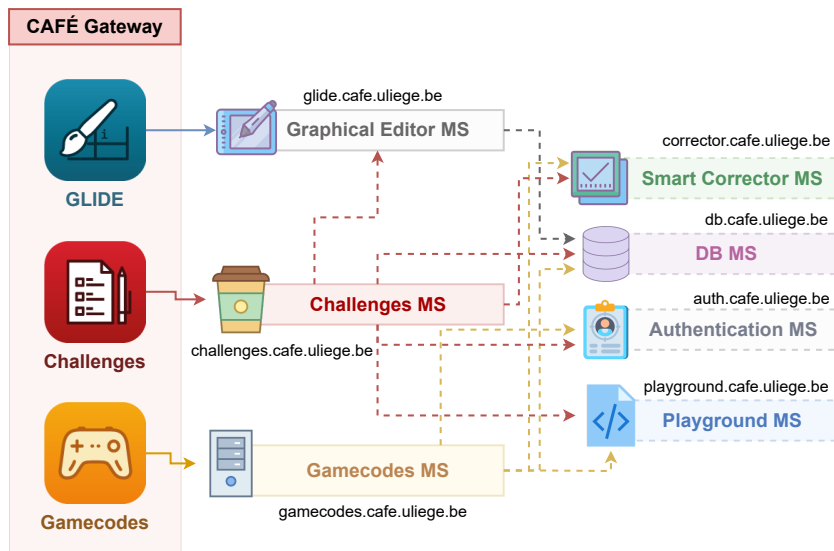 CAFÉ Gateway
glide.cafe.uliege.be
Graphical Editor MS
i
GLIDE
corrector.cafe.uliege.be
Smart Corrector MS
db.cafe.uliege.be
DB MS
Challenges MS
auth.cafe.uliege.be
Authentication MS
challenges.cafe.uliege.be
Challenges
playground.cafe.uliege.be
</>
Playground MS
Gamecodes MS
gamecodes.cafe.uliege.be
Gamecodes